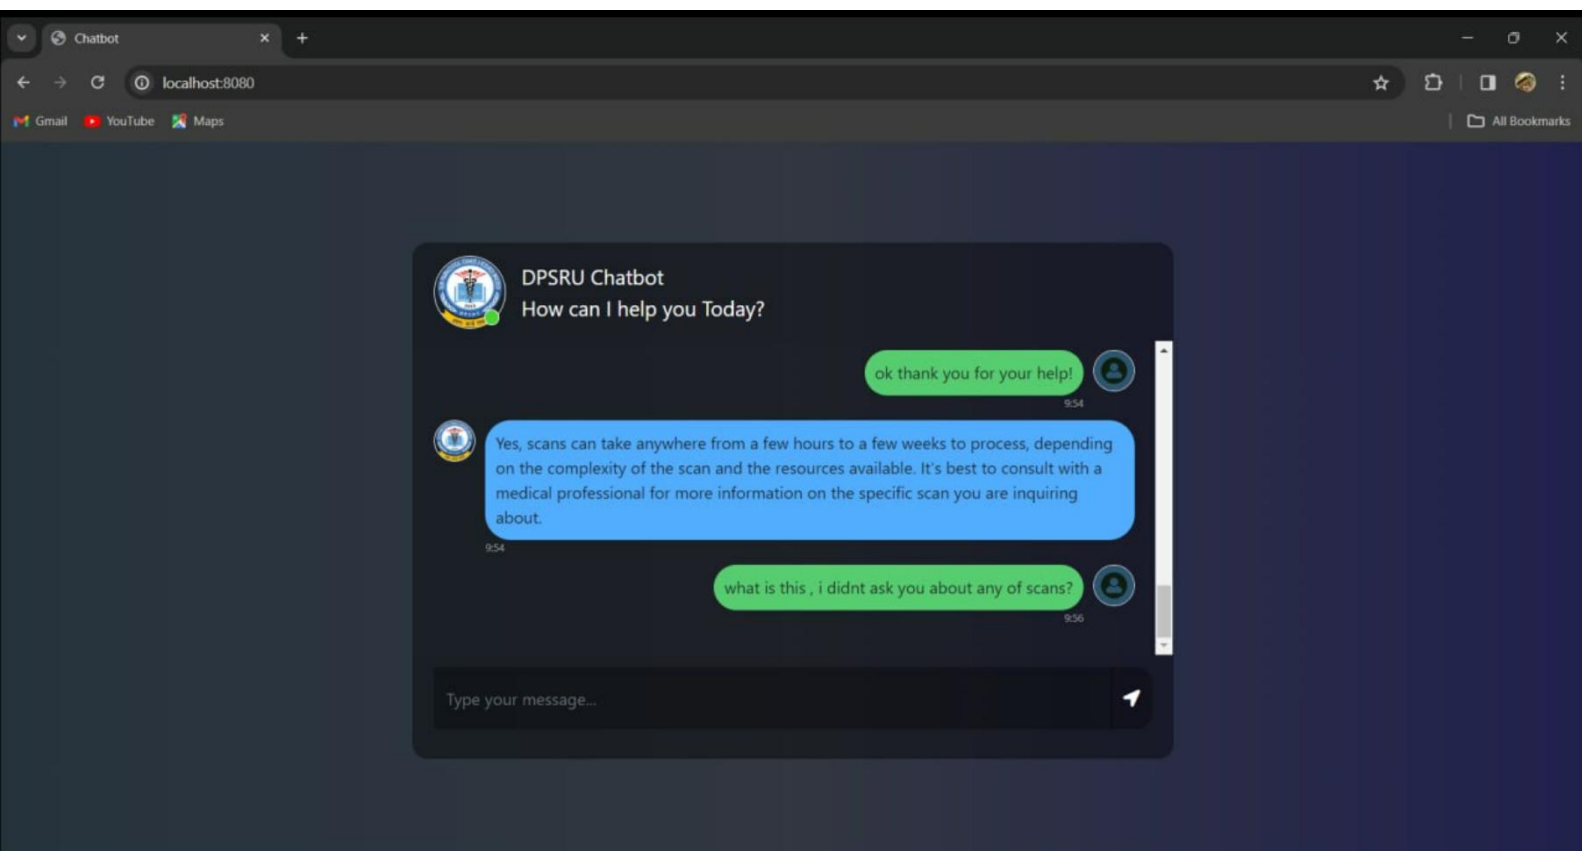 Chatbot
localhost:8080
Gmail YouTube Maps All Bookmarks
DPSRU Chatbot
How can I help you Today?
ok thank you for your help!
9:54
Yes, scans can take anywhere from a few hours to a few weeks to process, depending
on the complexity of the scan and the resources available. It's best to consult with a
medical professional for more information on the specific scan you are inquiring
about.
9:54
what is this , i didnt ask you about any of scans?
9:56
Type your message...